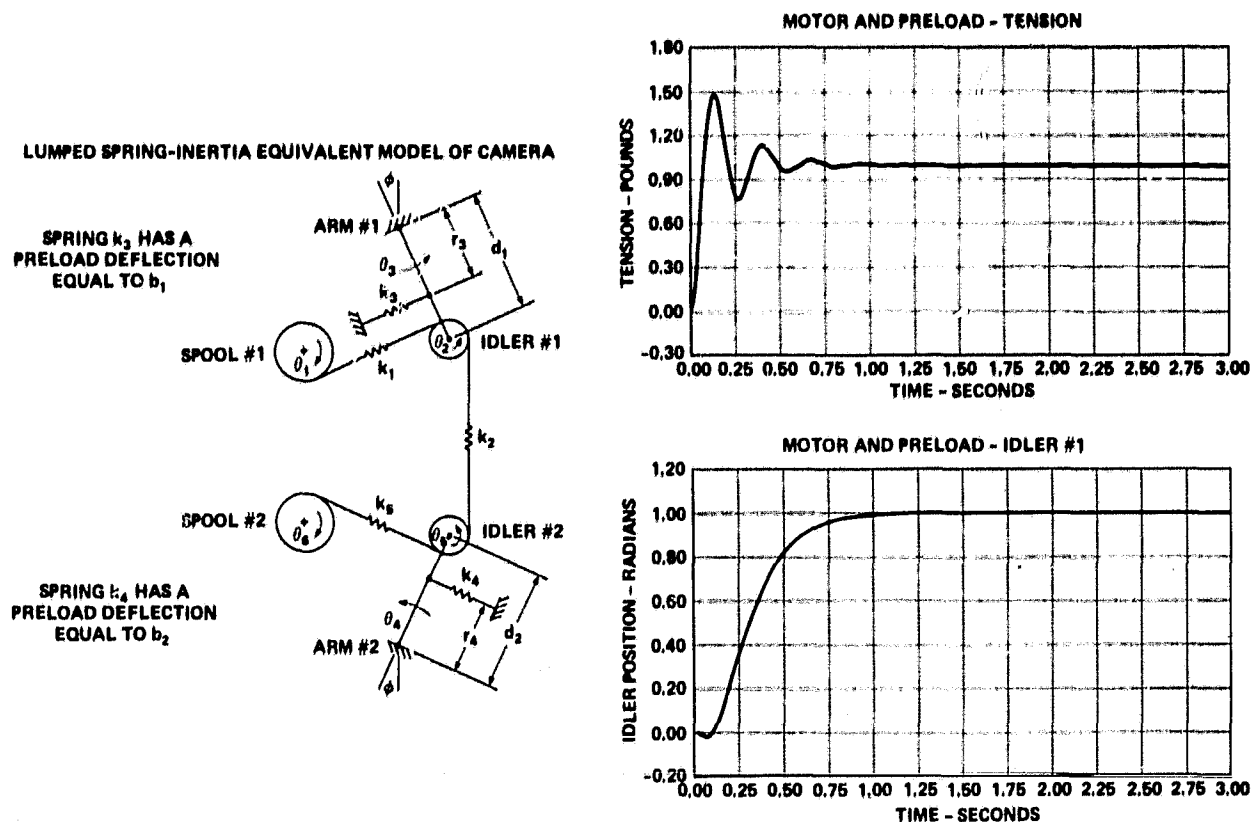 LUMPED SPRING-INERTIA EQUIVALENT MODEL OF CAMERA
SPRING k₃ HAS A
PRELOAD DEFLECTION
EQUAL TO b₁
ϕ
ARM #1
r₃
d₁
θ₃
k₃
SPOOL #1
θ₁
k₁
θ₂
IDLER #1
k₂
SPOOL #2
θ₆
k₅
θ₅
IDLER #2
SPRING k₄ HAS A
PRELOAD DEFLECTION
EQUAL TO b₂
k₄
θ₄
r₄
d₂
ARM #2
ϕ
MOTOR AND PRELOAD - TENSION
TENSION - POUNDS
1,80
1,50
1,20
0,90
0,60
0,30
0,00
-0,30
0,00 0,25 0,50 0,75 1,00 1,25 1,50 1,75 2,00 2,25 2,50 2,75 3,00
TIME - SECONDS
MOTOR AND PRELOAD - IDLER #1
IDLER POSITION - RADIANS
1,20
1,00
0,80
0,60
0,40
0,20
0,00
-0,20
0,00 0,25 0,50 0,75 1,00 1,25 1,50 1,75 2,00 2,25 2,50 2,75 3,00
TIME - SECONDS